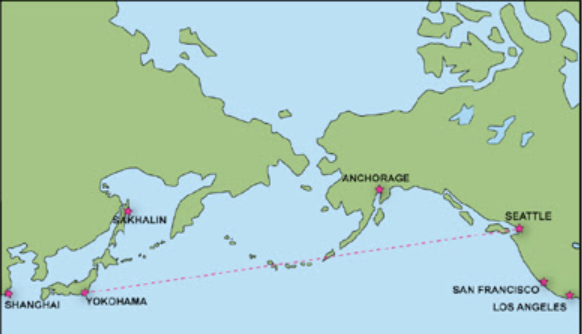 ANCHORAGE
SAKHALIN
SEATTLE
SAN FRANCISCO
SHANGHAI
YOKOHAMA
LOS ANGELES